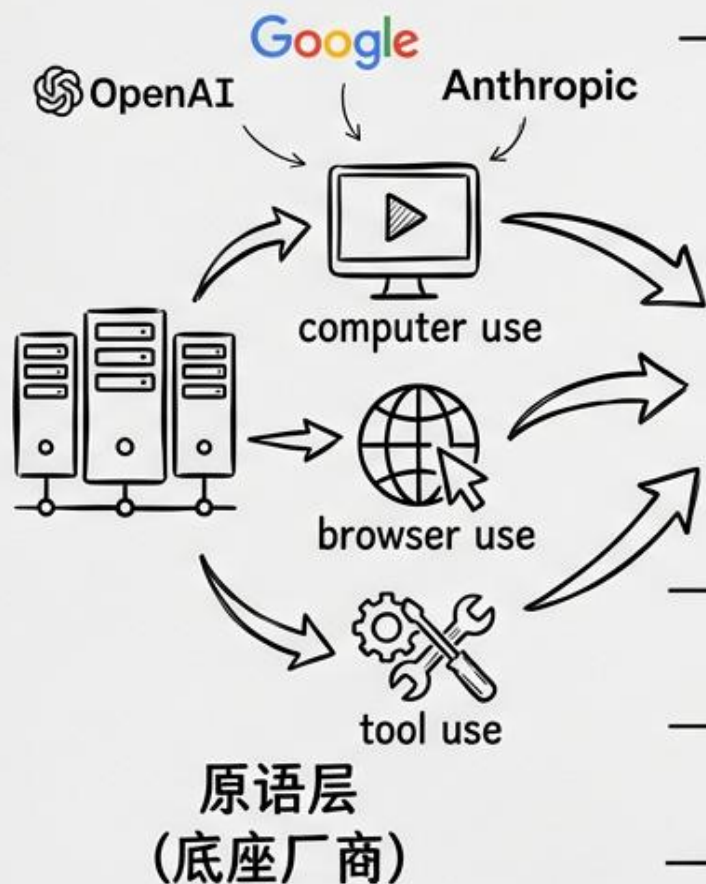 Google
OpenAI
Anthropic
computer use
browser use
tool use
原语层
(底座厂商)